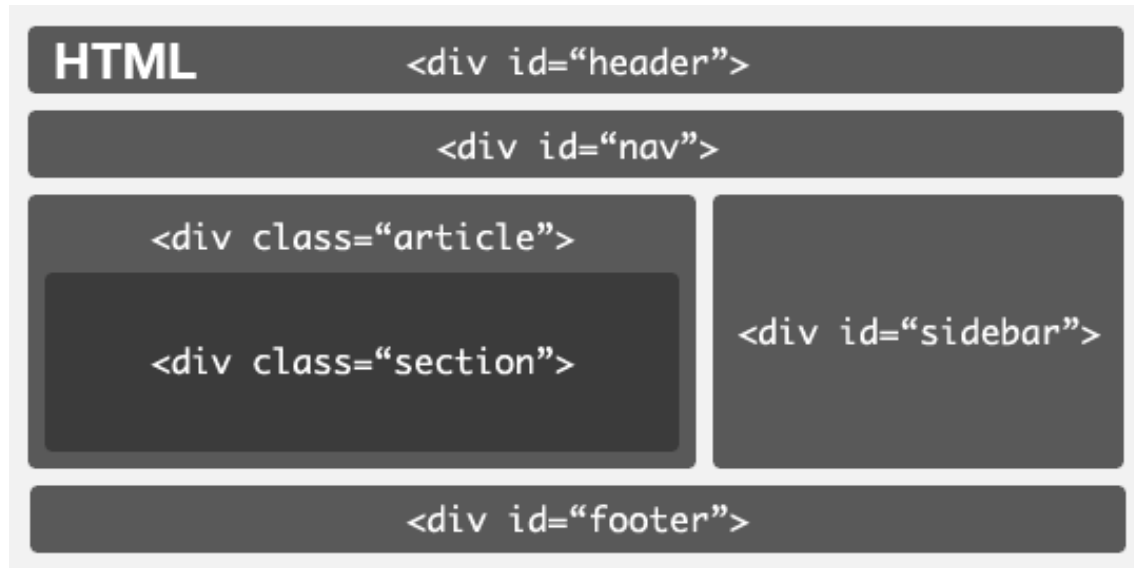 HTML <div id=“header”>
<div id=“nav”>
<div class=“article”>
<div class=“section”>
<div id=“sidebar”>
<div id=“footer”>